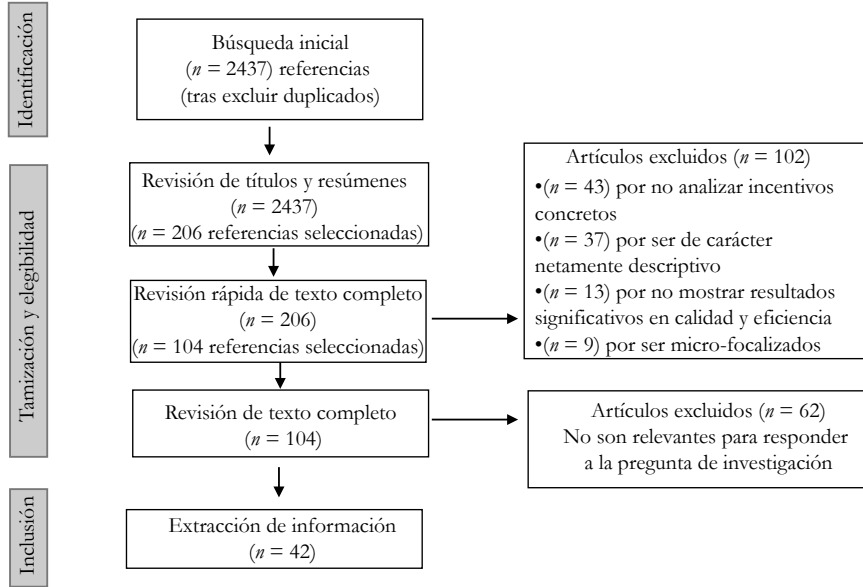 Identificación
Búsqueda inicial
(n = 2437) referencias
(tras excluir duplicados)
Tamización y elegibilidad
Revisión de títulos y resúmenes
(n = 2437)
(n = 206 referencias seleccionadas)
Revisión rápida de texto completo
(n = 206)
(n = 104 referencias seleccionadas)
Artículos excluidos (n = 102)
•(n = 43) por no analizar incentivos
concretos
•(n = 37) por ser de carácter
netamente descriptivo
•(n = 13) por no mostrar resultados
significativos en calidad y eficiencia
•(n = 9) por ser micro-focalizados
Revisión de texto completo
(n = 104)
Artículos excluidos (n = 62)
No son relevantes para responder
a la pregunta de investigación
Inclusión
Extracción de información
(n = 42)